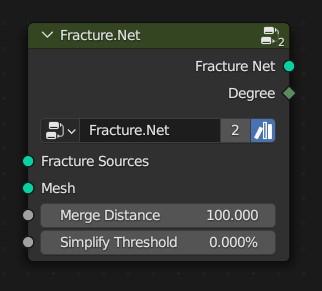 Fracture.Net 2
Fracture Net
Degree
Fracture.Net 2
Fracture Sources
Mesh
Merge Distance 100.000
Simplify Threshold 0.000%